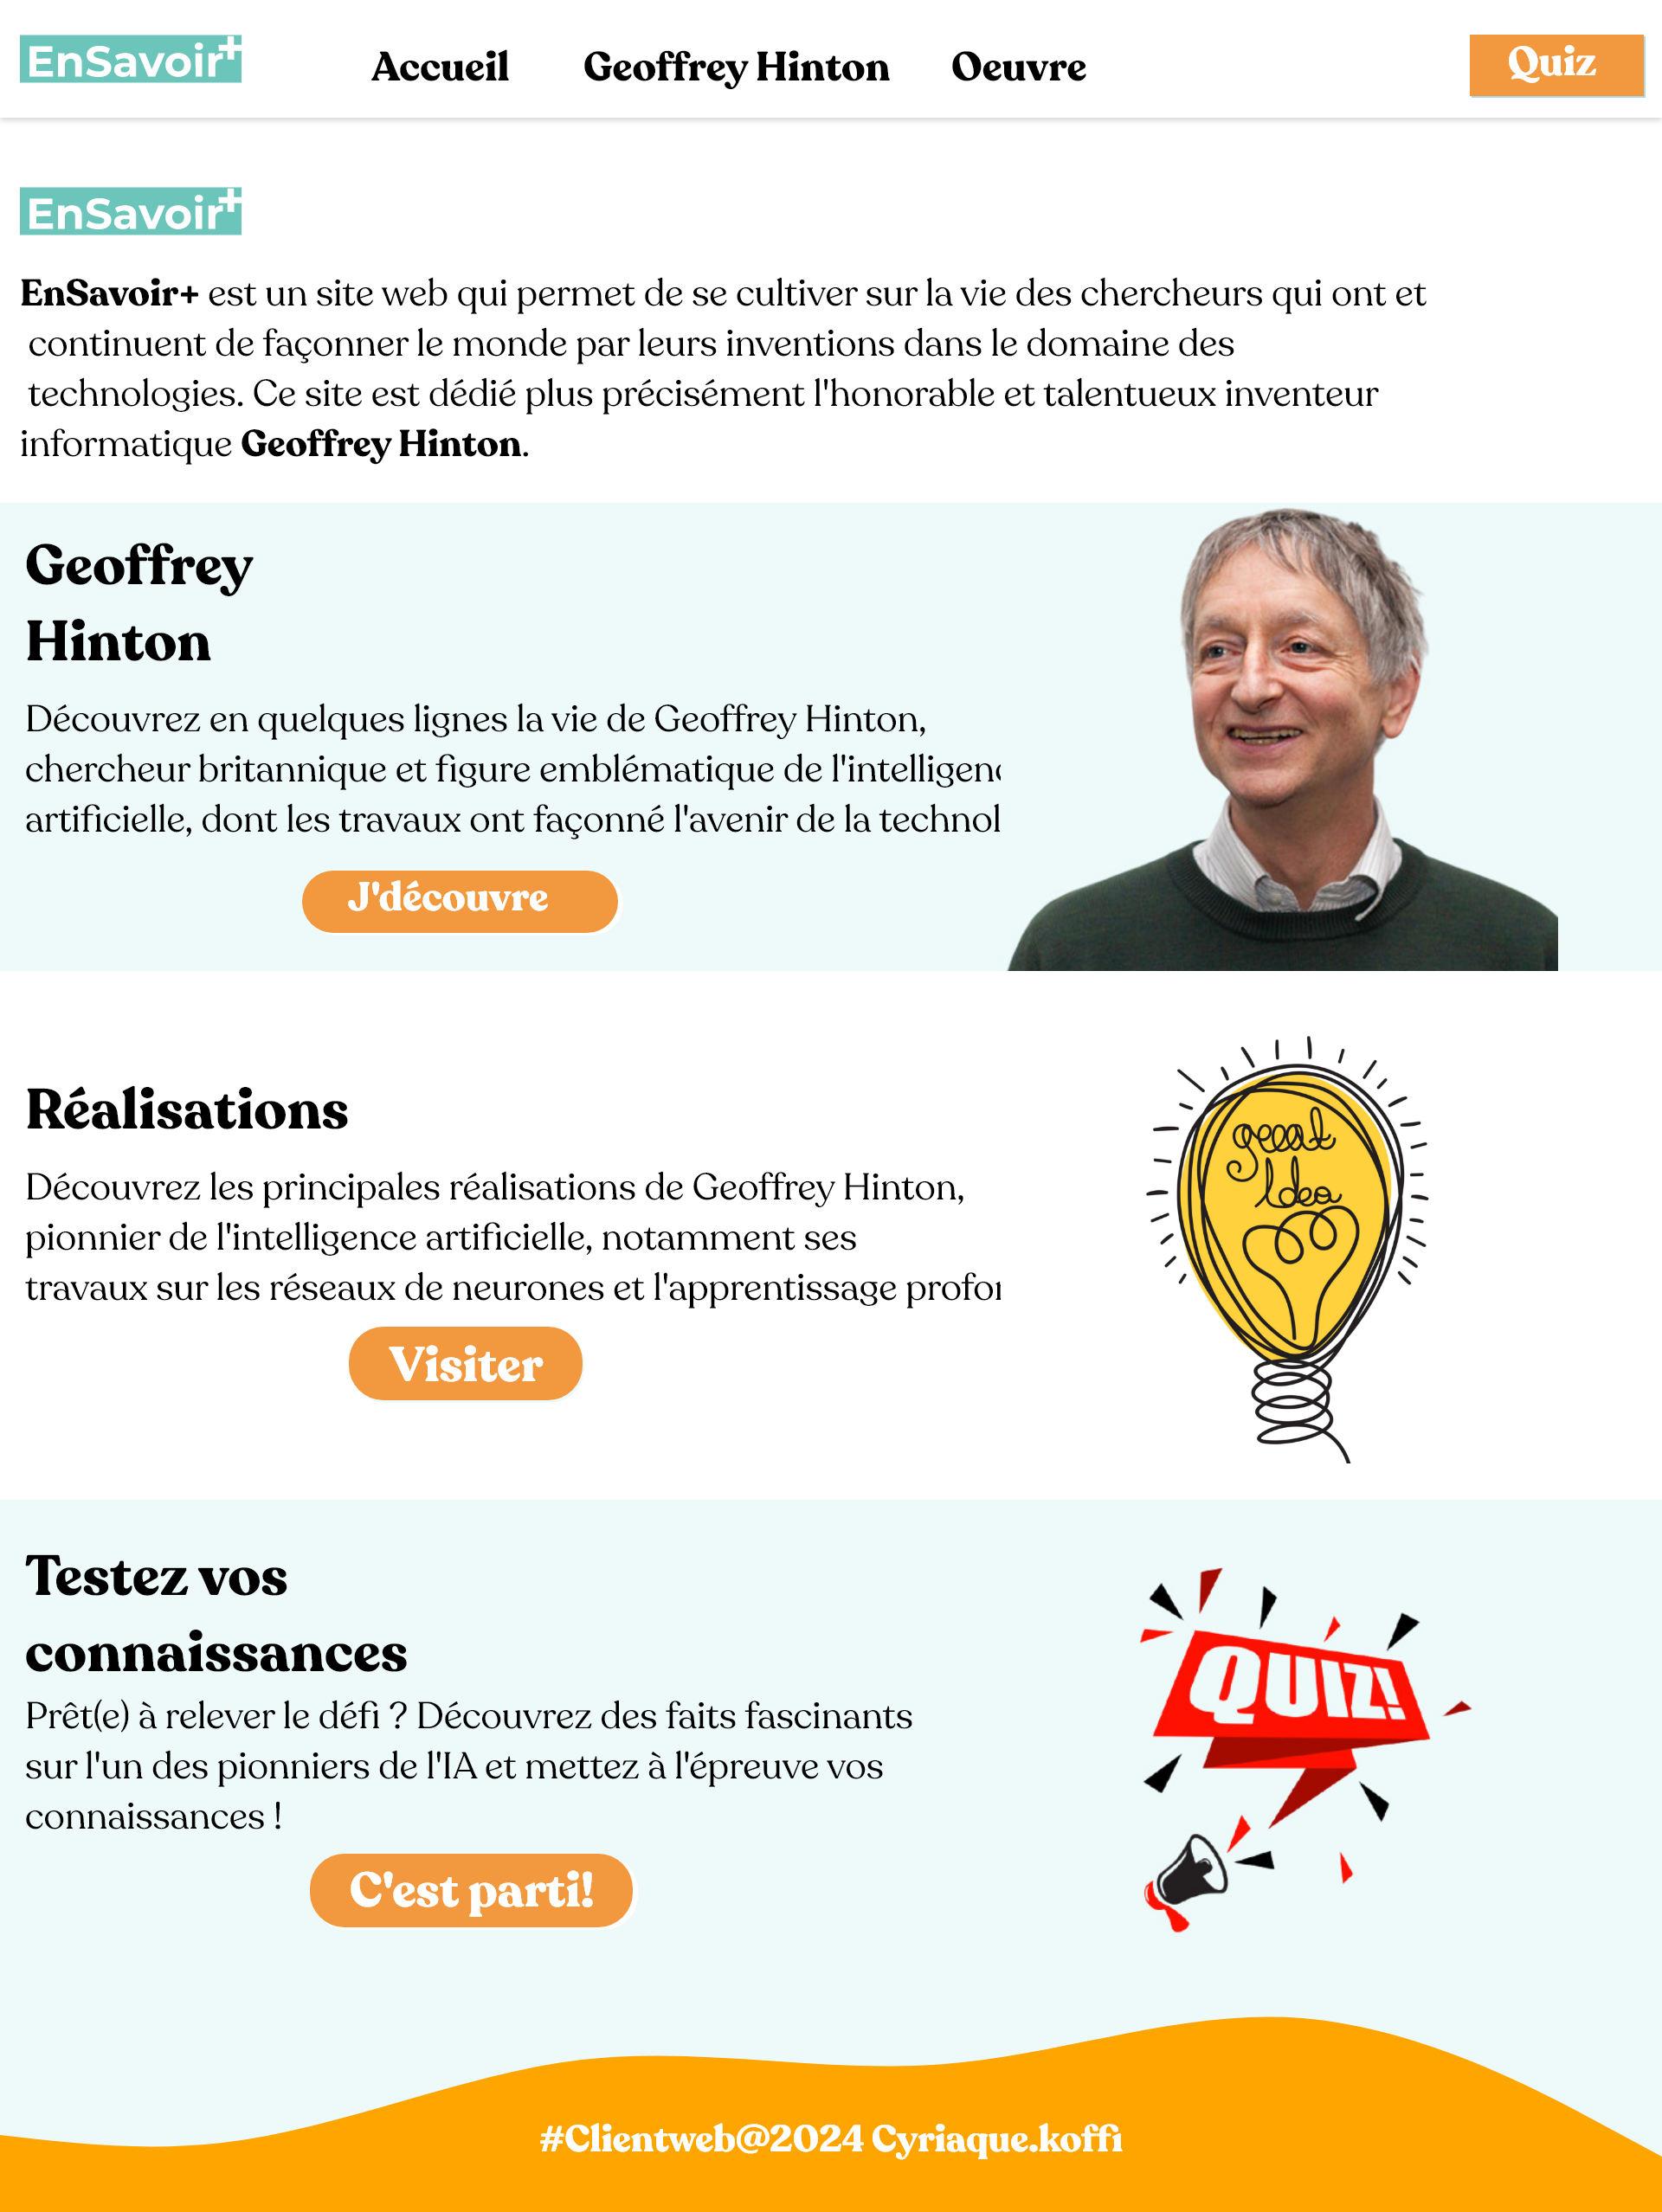 EnSavoir+
Accueil
Geoffrey Hinton
Oeuvre
Quiz
EnSavoir+
EnSavoir+ est un site web qui permet de se cultiver sur la vie des chercheurs qui ont et
continuent de façonner le monde par leurs inventions dans le domaine des
technologies. Ce site est dédié plus précisément l'honorable et talentueux inventeur
informatique Geoffrey Hinton.
Geoffrey
Hinton
Découvrez en quelques lignes la vie de Geoffrey Hinton,
chercheur britannique et figure emblématique de l'intelligenc
artificielle, dont les travaux ont façonné l'avenir de la technol
J'découvre
Réalisations
Découvrez les principales réalisations de Geoffrey Hinton,
pionnier de l'intelligence artificielle, notamment ses
travaux sur les réseaux de neurones et l'apprentissage profon
great
Idea
Visiter
Testez vos
connaissances
Prêt(e) à relever le défi ? Découvrez des faits fascinants
sur l'un des pionniers de l'IA et mettez à l'épreuve vos
connaissances !
QUIZ!
C'est parti!
#Clientweb@2024 Cyriaque.koffi